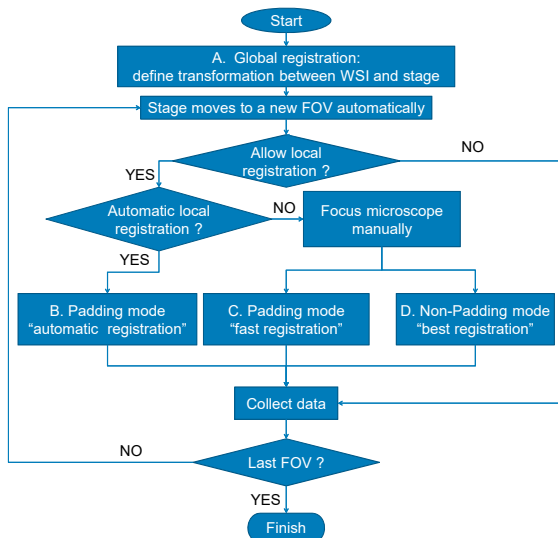 Start
A. Global registration:
define transformation between WSI and stage
Stage moves to a new FOV automatically
Allow local
registration ?
NO
YES
Automatic local
registration ?
NO
Focus microscope
manually
YES
B. Padding mode
“automatic registration”
C. Padding mode
“fast registration”
D. Non-Padding mode
“best registration”
Collect data
NO
Last FOV ?
YES
Finish